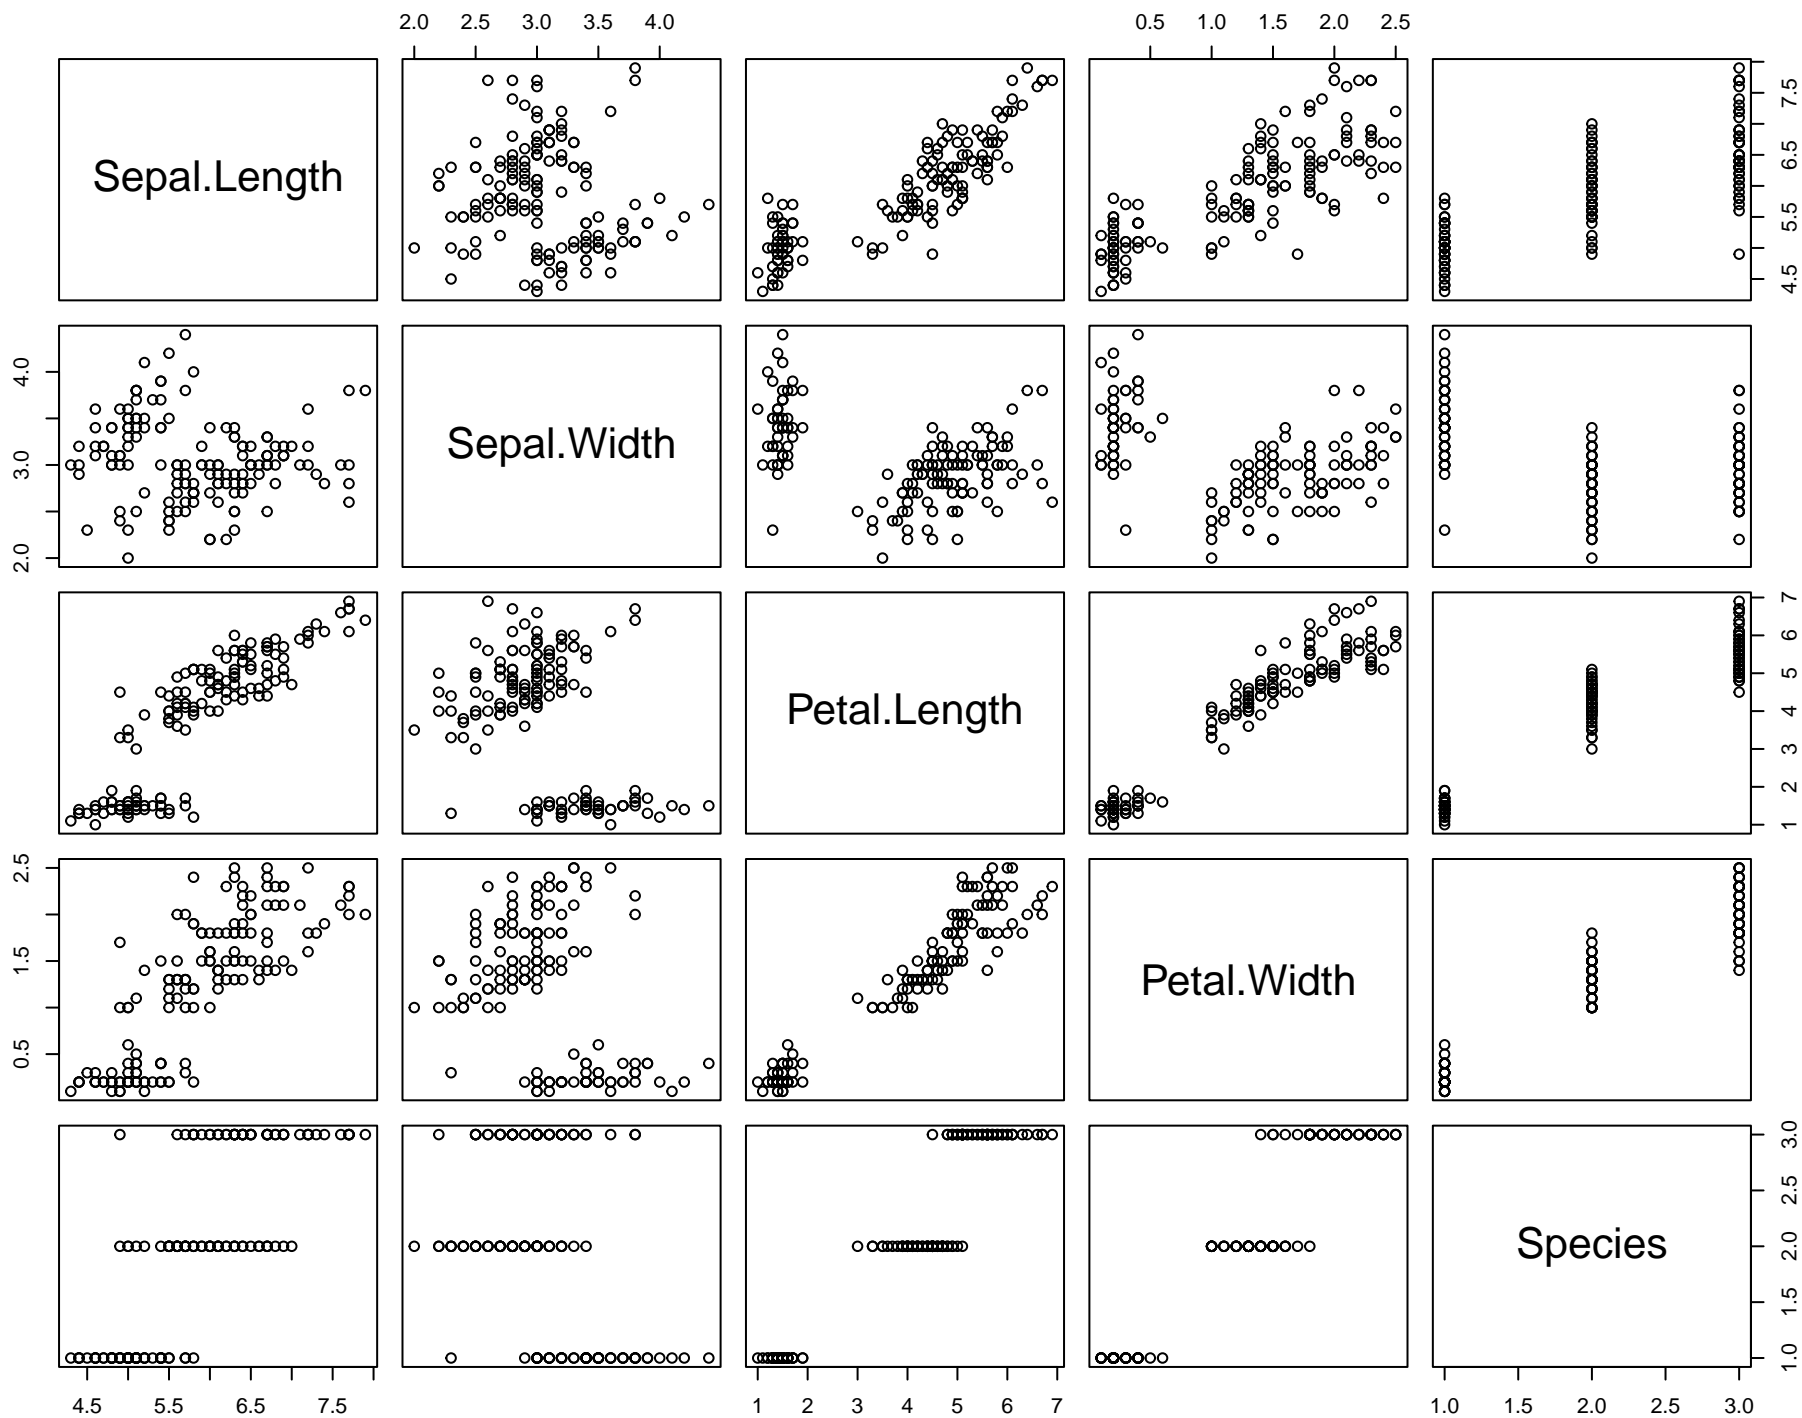 2.0 2.5 3.0 3.5 4.0 0.5 1.0 1.5 2.0 2.5
Sepal.Length
4.5 5.5 6.5 7.5
2.0 3.0 4.0
Sepal.Width
Petal.Length
1 2 3 4 5 6 7
0.5 1.5 2.5
Petal.Width
Species
1.0 1.5 2.0 2.5 3.0
4.5 5.5 6.5 7.5 1 2 3 4 5 6 7 1.0 1.5 2.0 2.5 3.0